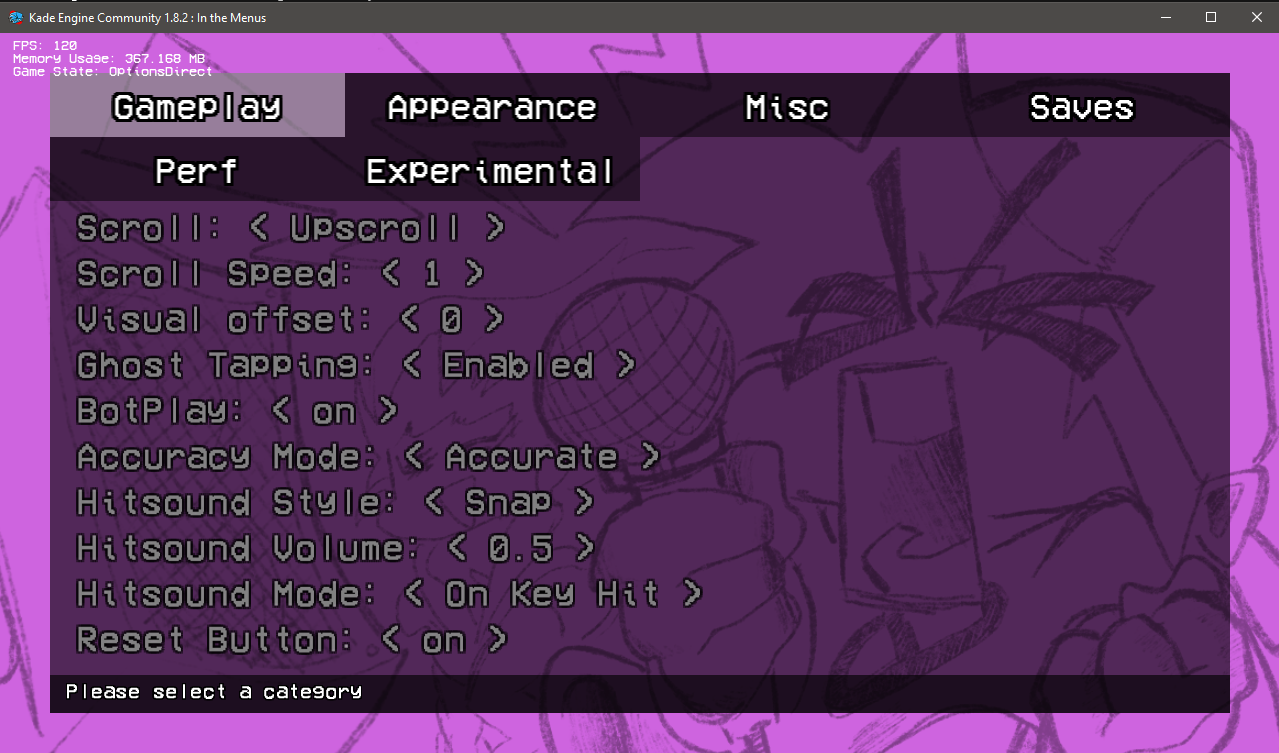 Kade Engine Community 1.8.2 : In the Menus
FPS: 120
Memory Usage: 367.168 MB
Game State: OptionsDirect
Gameplay Appearance Misc Saves
Perf Experimental
Scroll: < Upscroll >
Scroll Speed: < 1 >
Visual offset: < 0 >
Ghost Tapping: < Enabled >
BotPlay: < on >
Accuracy Mode: < Accurate >
Hitsound Style: < Snap >
Hitsound Volume: < 0.5 >
Hitsound Mode: < On Key Hit >
Reset Button: < on >
Please select a category